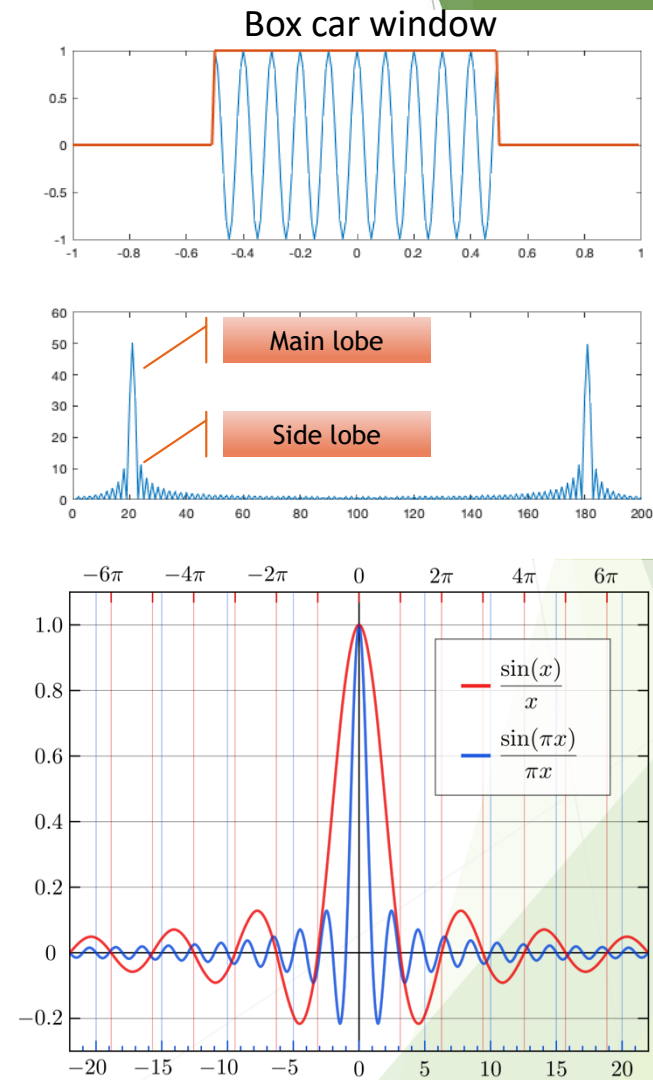 Box car window
1
0.5
0
-0.5
-1
-1 -0.8 -0.6 -0.4 -0.2 0 0.2 0.4 0.6 0.8 1
60
50
40
30
20
10
0
Main lobe
Side lobe
0 20 40 60 80 100 120 140 160 180 200
−6π −4π −2π 0 2π 4π 6π
1.0
0.8
0.6
0.4
0.2
0
−0.2
sin(x)
x
sin(πx)
πx
−20 −15 −10 −5 0 5 10 15 20